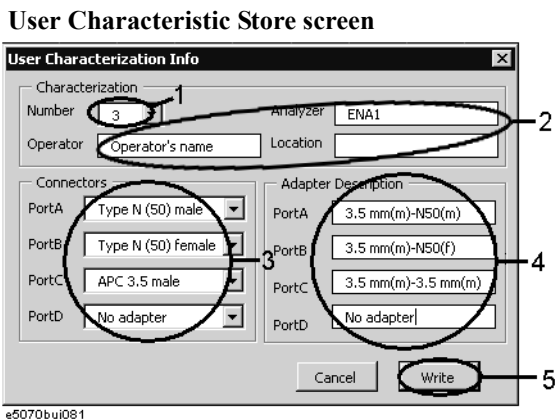 User Characteristic Store screen
User Characterization Info
Characterization
1
Number 3 Analyzer ENA1
2
Operator Operator's name Location
Connectors Adapter Description
PortA Type N (50) male PortA 3.5 mm(m)-N50(m)
PortB Type N (50) female PortB 3.5 mm(m)-N50(f)
3 4
PortC APC 3.5 male PortC 3.5 mm(m)-3.5 mm(m)
PortD No adapter PortD No adapter
Cancel Write 5
e5070bui081